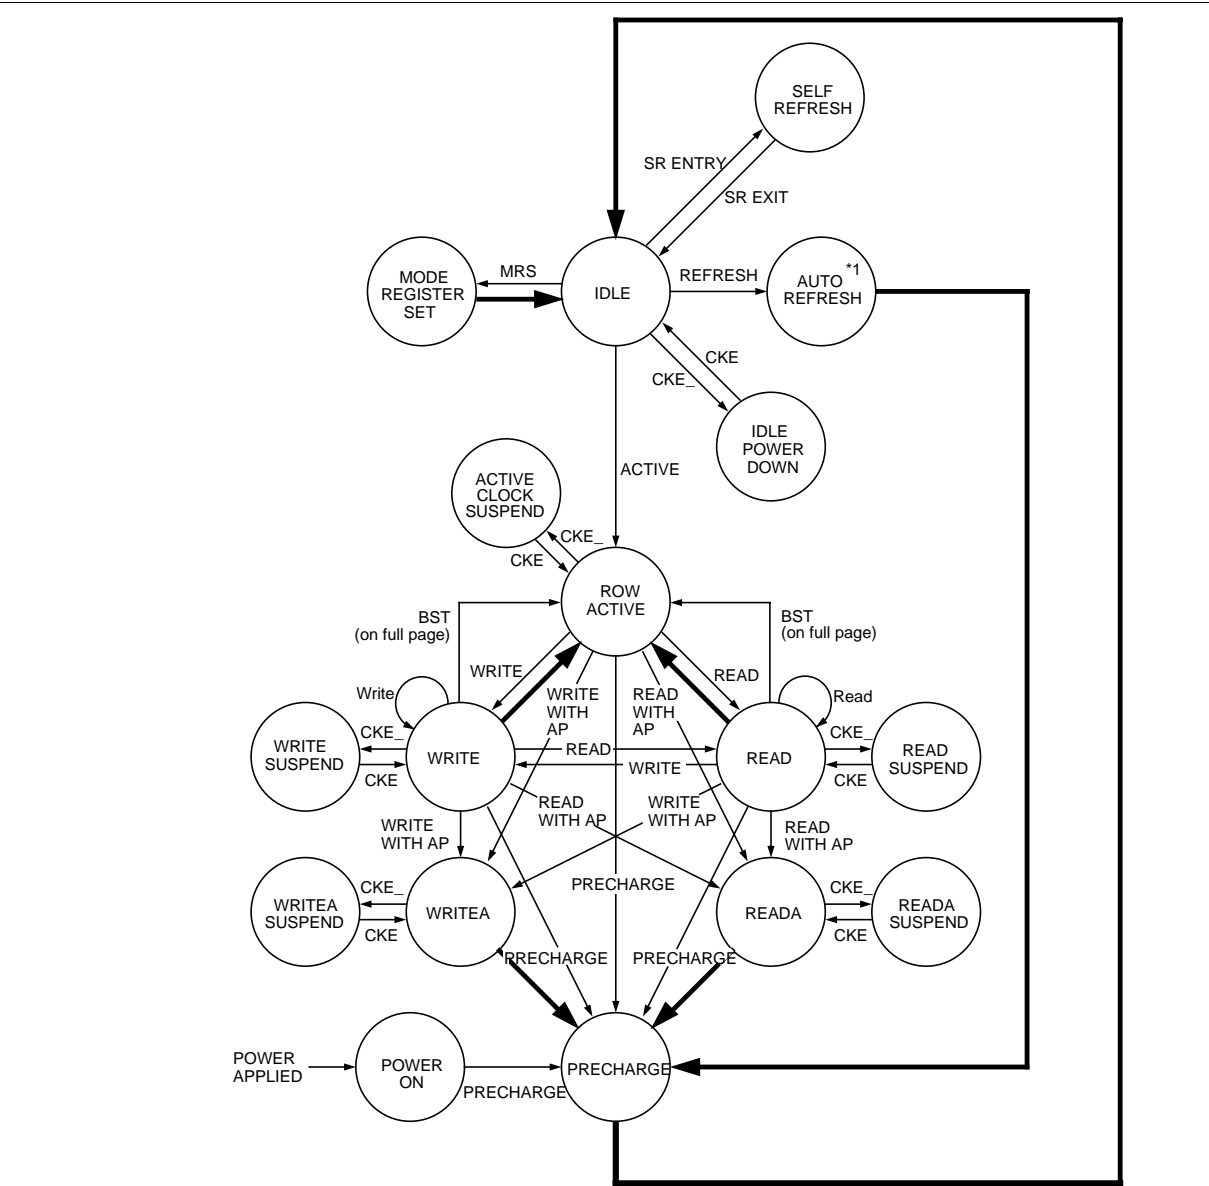 SELF
REFRESH
SR ENTRY
SR EXIT
MODE
REGISTER
SET
MRS
IDLE
REFRESH
AUTO *1
REFRESH
CKE
CKE_
IDLE
POWER
DOWN
ACTIVE
ACTIVE
CLOCK
SUSPEND
CKE_
CKE
ROW
ACTIVE
BST
(on full page)
BST
(on full page)
WRITE
READ
Write
WRITE
WITH
AP
READ
WITH
AP
Read
WRITE
SUSPEND
CKE_
CKE
WRITE
READ
WRITE
READ
CKE_
CKE
READ
SUSPEND
READ
WITH AP
WRITE
WITH AP
WRITE
WITH AP
READ
WITH AP
PRECHARGE
WRITEA
SUSPEND
CKE_
CKE
WRITEA
READA
CKE_
CKE
READA
SUSPEND
PRECHARGE
PRECHARGE
POWER
APPLIED
POWER
ON
PRECHARGE
PRECHARGE